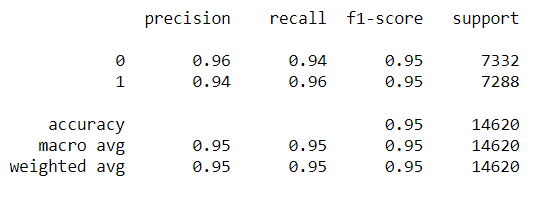 precision recall f1-score support
0 0.96 0.94 0.95 7332
1 0.94 0.96 0.95 7288
accuracy 0.95 14620
macro avg 0.95 0.95 0.95 14620
weighted avg 0.95 0.95 0.95 14620